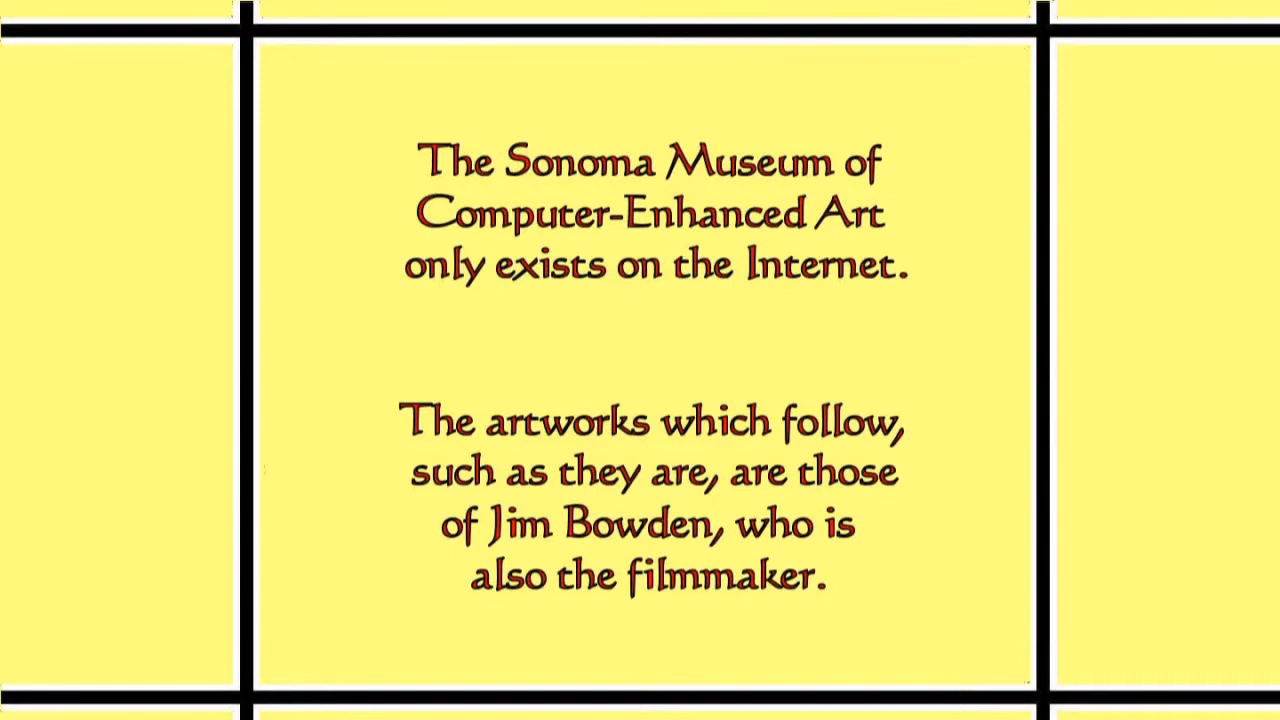 The Sonoma Museum of
Computer-Enhanced Art
only exists on the Internet.
The artworks which follow,
such as they are, are those
of Jim Bowden, who is
also the filmmaker.